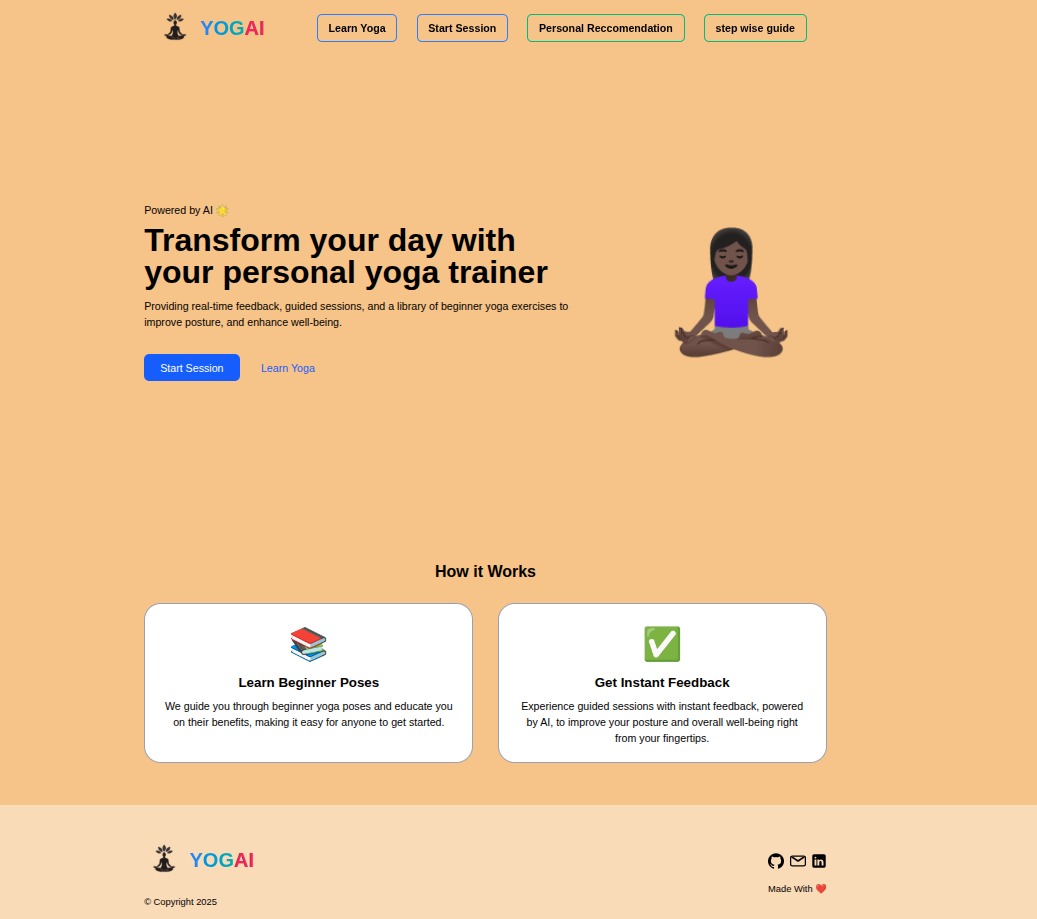 YOGAI
Learn Yoga
Start Session
Personal Reccomendation
step wise guide
Powered by AI 🌟
Transform your day with
your personal yoga trainer
Providing real-time feedback, guided sessions, and a library of beginner yoga exercises to
improve posture, and enhance well-being.
Start Session
Learn Yoga
How it Works
Learn Beginner Poses
We guide you through beginner yoga poses and educate you
on their benefits, making it easy for anyone to get started.
Get Instant Feedback
Experience guided sessions with instant feedback, powered
by AI, to improve your posture and overall well-being right
from your fingertips.
YOGAI
© Copyright 2025
Made With ❤️